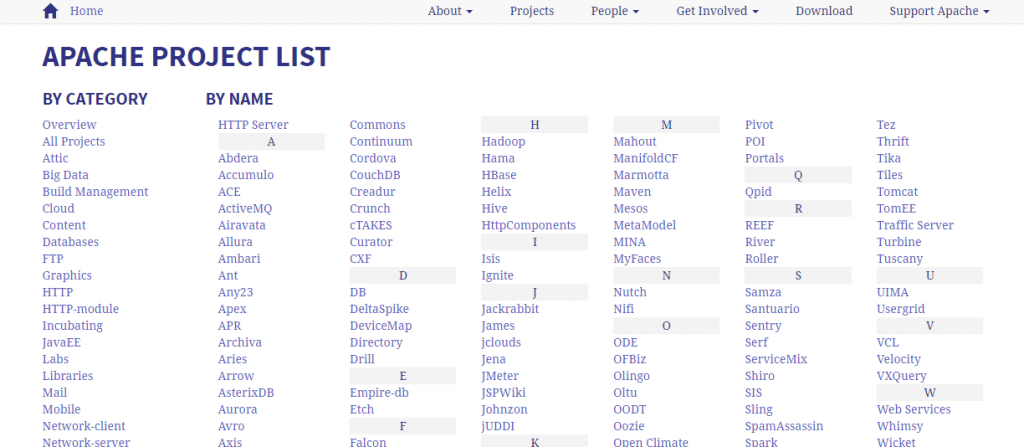 Home
About
Projects
People
Get Involved
Download
Support Apache
APACHE PROJECT LIST
BY CATEGORY
Overview
All Projects
Attic
Big Data
Build Management
Cloud
Content
Databases
FTP
Graphics
HTTP
HTTP-module
Incubating
JavaEE
Labs
Libraries
Mail
Mobile
Network-client
Network-server
BY NAME
HTTP Server
A
Abdera
Accumulo
ACE
ActiveMQ
Airavata
Allura
Ambari
Ant
Any23
Apex
APR
Archiva
Aries
Arrow
AsterixDB
Aurora
Avro
Axis
Commons
Continuum
Cordova
CouchDB
Creadur
Crunch
cTAKES
Curator
CXF
D
DB
DeltaSpike
DeviceMap
Directory
Drill
E
Empire-db
Etch
F
Falcon
H
Hadoop
Hama
HBase
Helix
Hive
HttpComponents
I
Isis
Ignite
J
Jackrabbit
James
jclouds
Jena
JMeter
JSPWiki
Johnzon
jUDDI
K
M
Mahout
ManifoldCF
Marmotta
Maven
Mesos
MetaModel
MINA
MyFaces
N
Nutch
Nifi
O
ODE
OFBiz
Olingo
Oltu
OODT
Oozie
Open Climate
Pivot
POI
Portals
Q
Qpid
R
REEF
River
Roller
S
Samza
Santuario
Sentry
Serf
ServiceMix
Shiro
SIS
Sling
SpamAssassin
Spark
Tez
Thrift
Tika
Tiles
Tomcat
TomEE
Traffic Server
Turbine
Tuscany
U
UIMA
Usergrid
V
VCL
Velocity
VXQuery
W
Web Services
Whimsy
Wicket